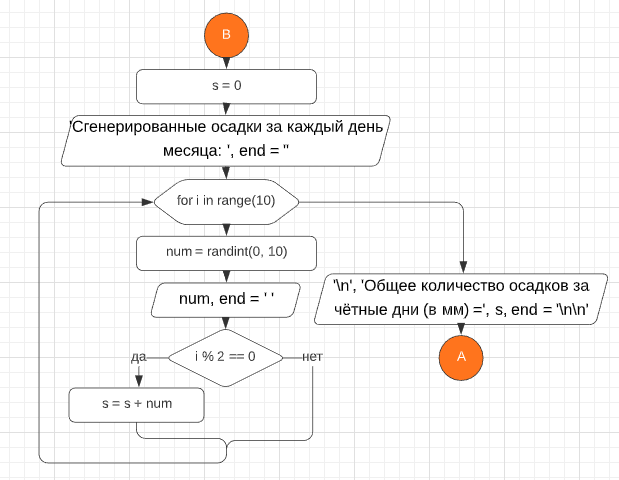 B
s = 0
'Сгенерированные осадки за каждый день
месяца: ', end = ''
for i in range(10)
num = randint(0, 10)
num, end = ' '
i % 2 == 0
да
нет
s = s + num
'\n', 'Общее количество осадков за
чётные дни (в мм) =', s, end = '\n\n'
A